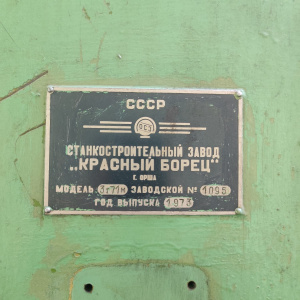 СССР
СТАНКОСТРОИТЕЛЬНЫЙ ЗАВОД
„КРАСНЫЙ БОРЕЦ"
Г. ОРША
МОДЕЛЬ 3Г71М ЗАВОДСКОЙ № 1095
ГОД ВЫПУСКА 1973